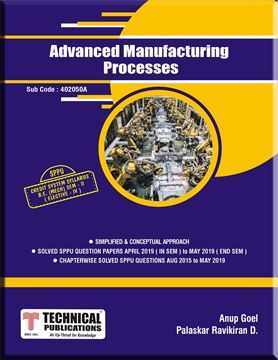 Advanced Manufacturing
Processes
Sub Code : 402050A
SPPU
CREDIT SYSTEM SYLLABUS
B.E. (MECH) SEM - II
( ELECTIVE - IV )
SIMPLIFIED & CONCEPTUAL APPROACH
SOLVED SPPU QUESTION PAPERS APRIL 2019 ( IN SEM ) to MAY 2019 ( END SEM )
CHAPTERWISE SOLVED SPPU QUESTIONS AUG 2015 to MAY 2019
TECHNICAL
PUBLICATIONS
SINCE 1993
An Up-Thrust for Knowledge
Anup Goel
Palaskar Ravikiran D.